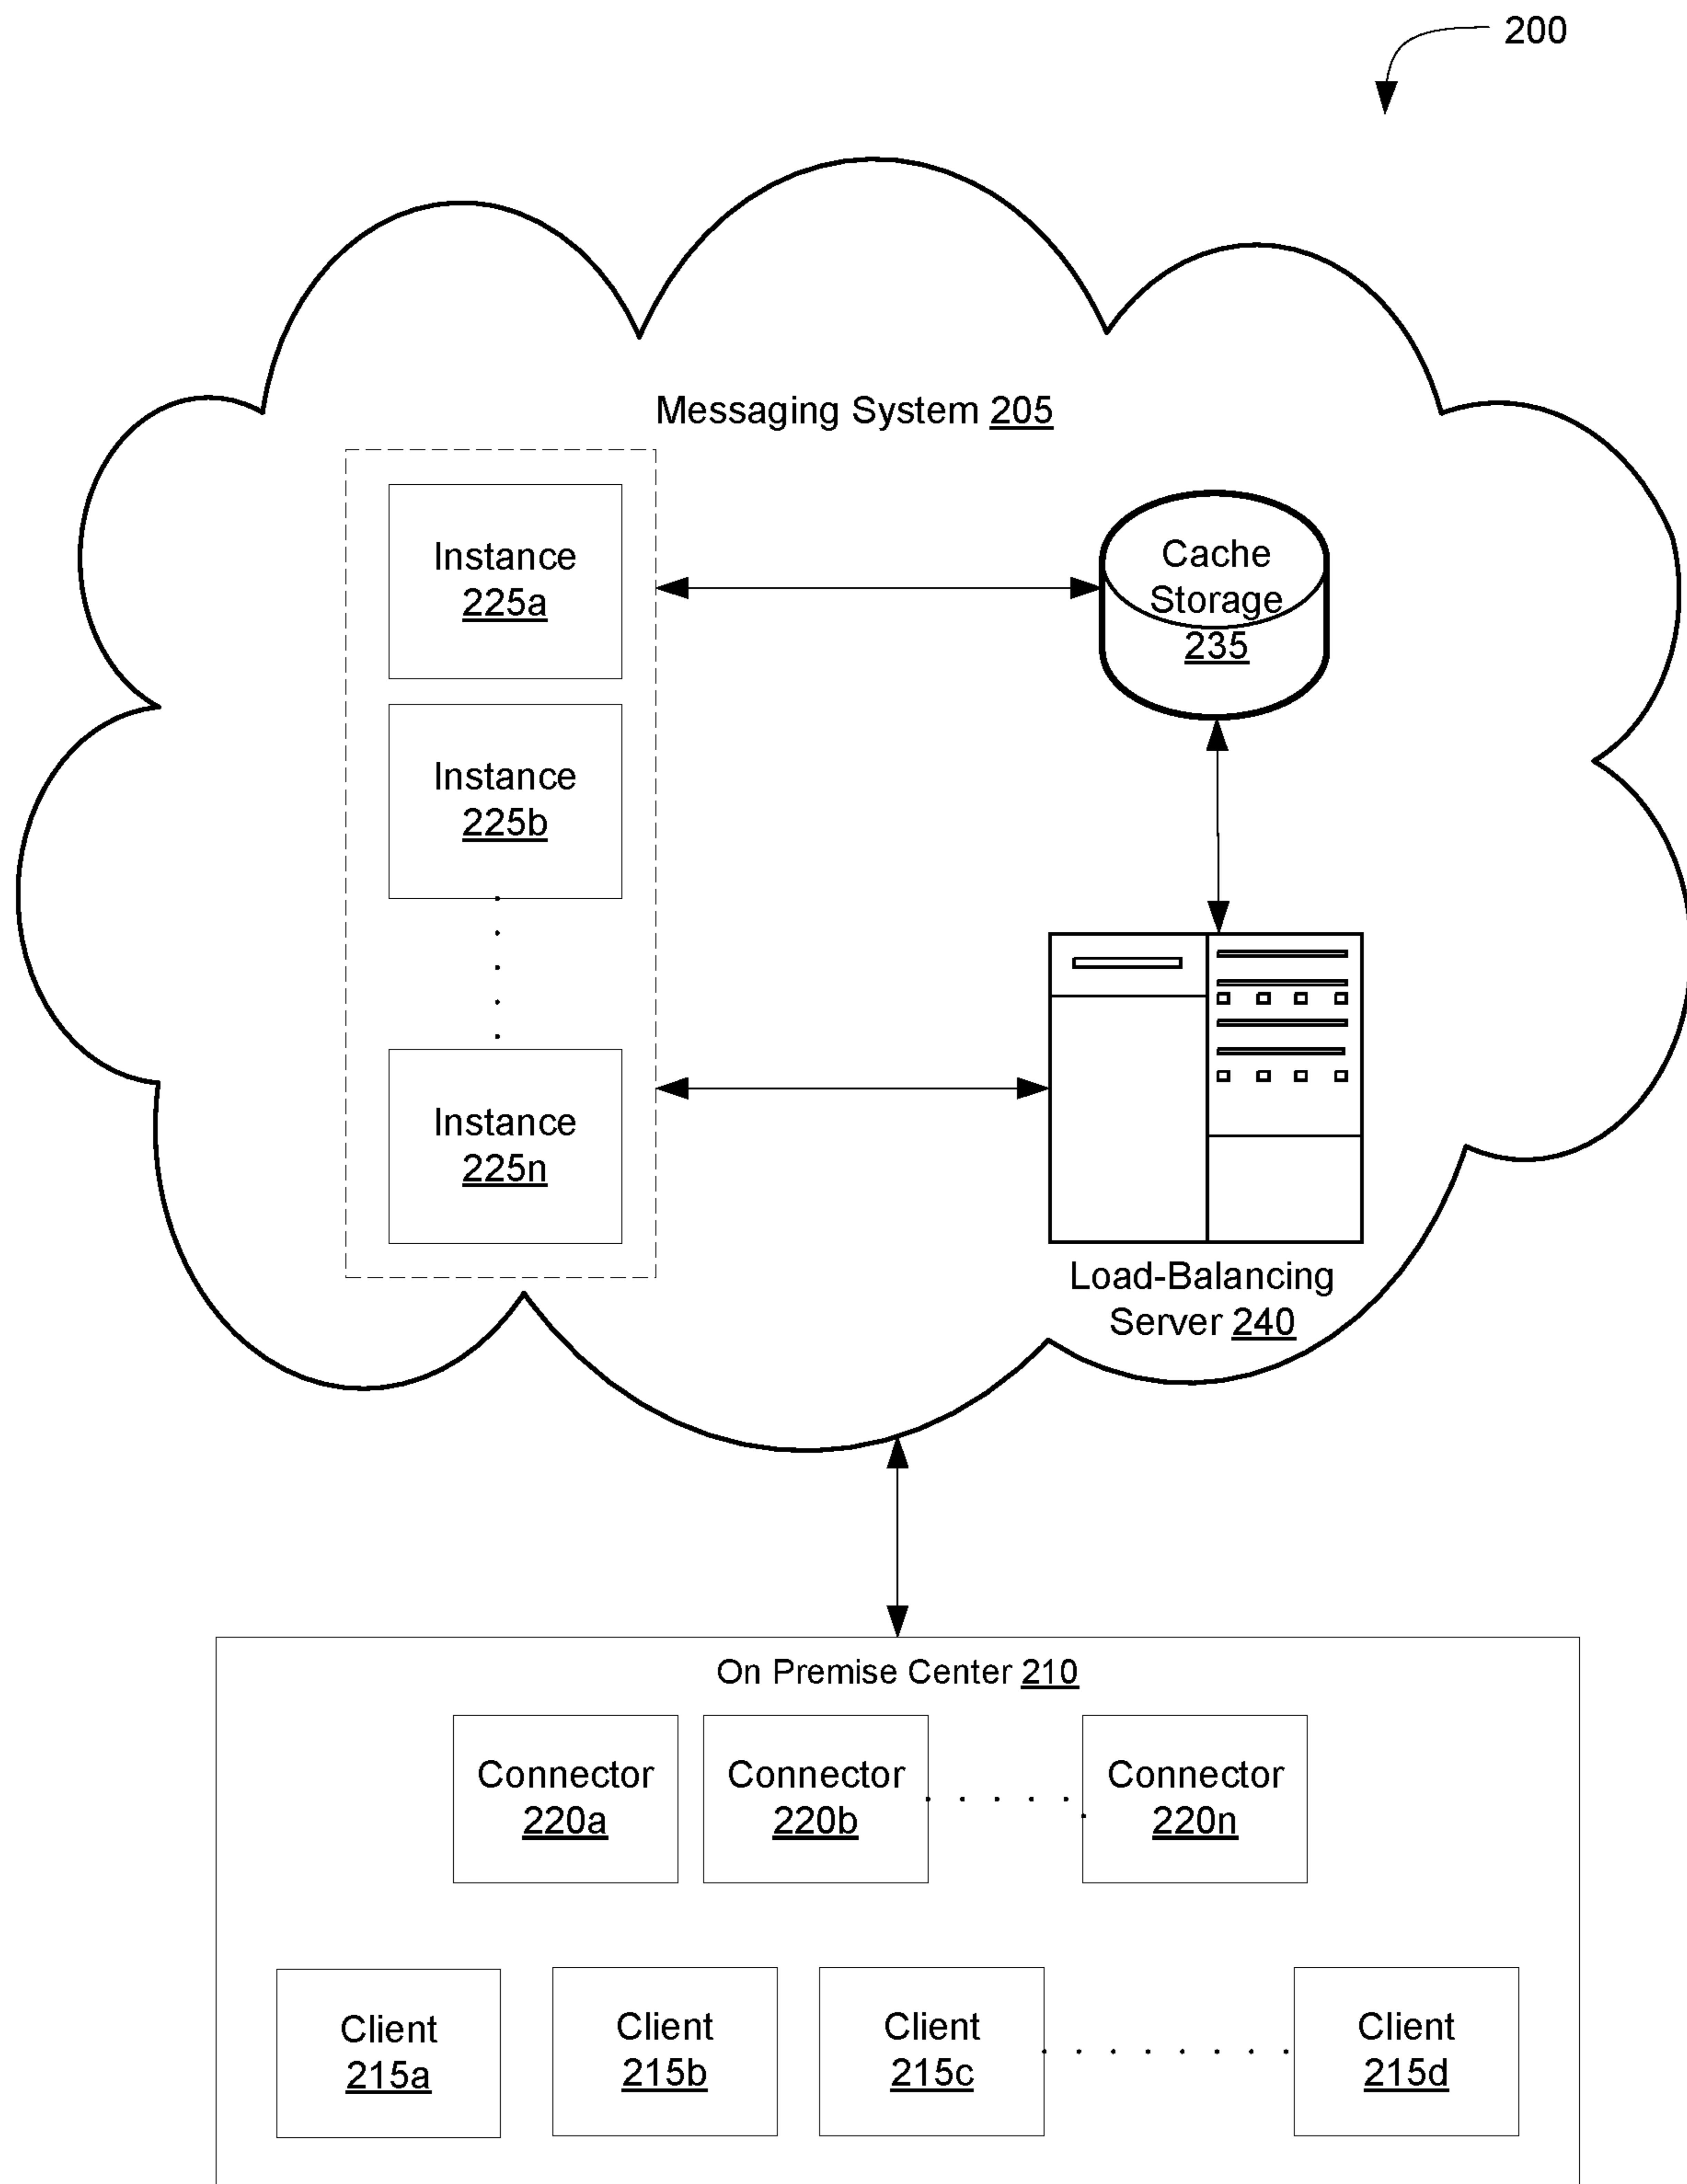 200
Messaging System 205
Instance
225a
Cache
Storage
235
Instance
225b
Instance
225n
Load-Balancing
Server 240
On Premise Center 210
Connector
220a
Connector
220b
Connector
220n
Client
215a
Client
215b
Client
215c
Client
215d